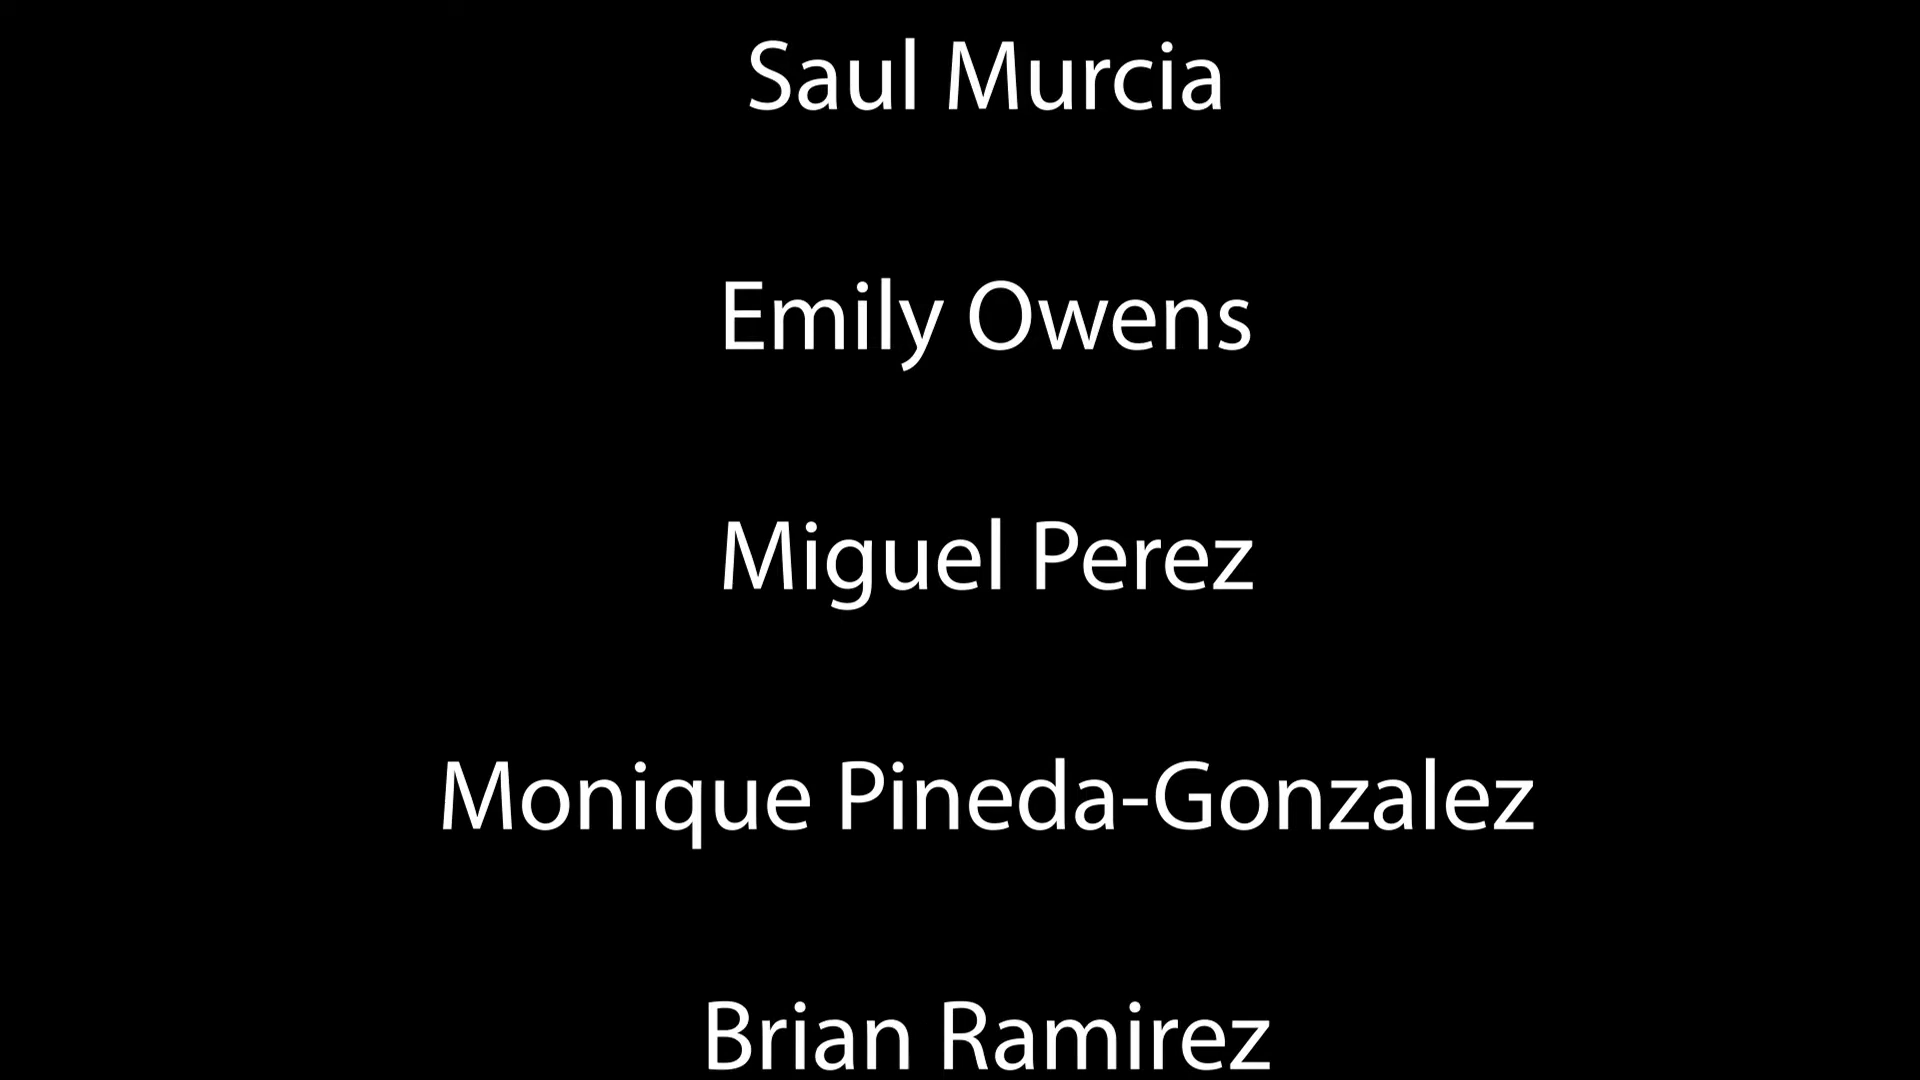 Saul Murcia
Emily Owens
Miguel Perez
Monique Pineda-Gonzalez
Brian Ramirez